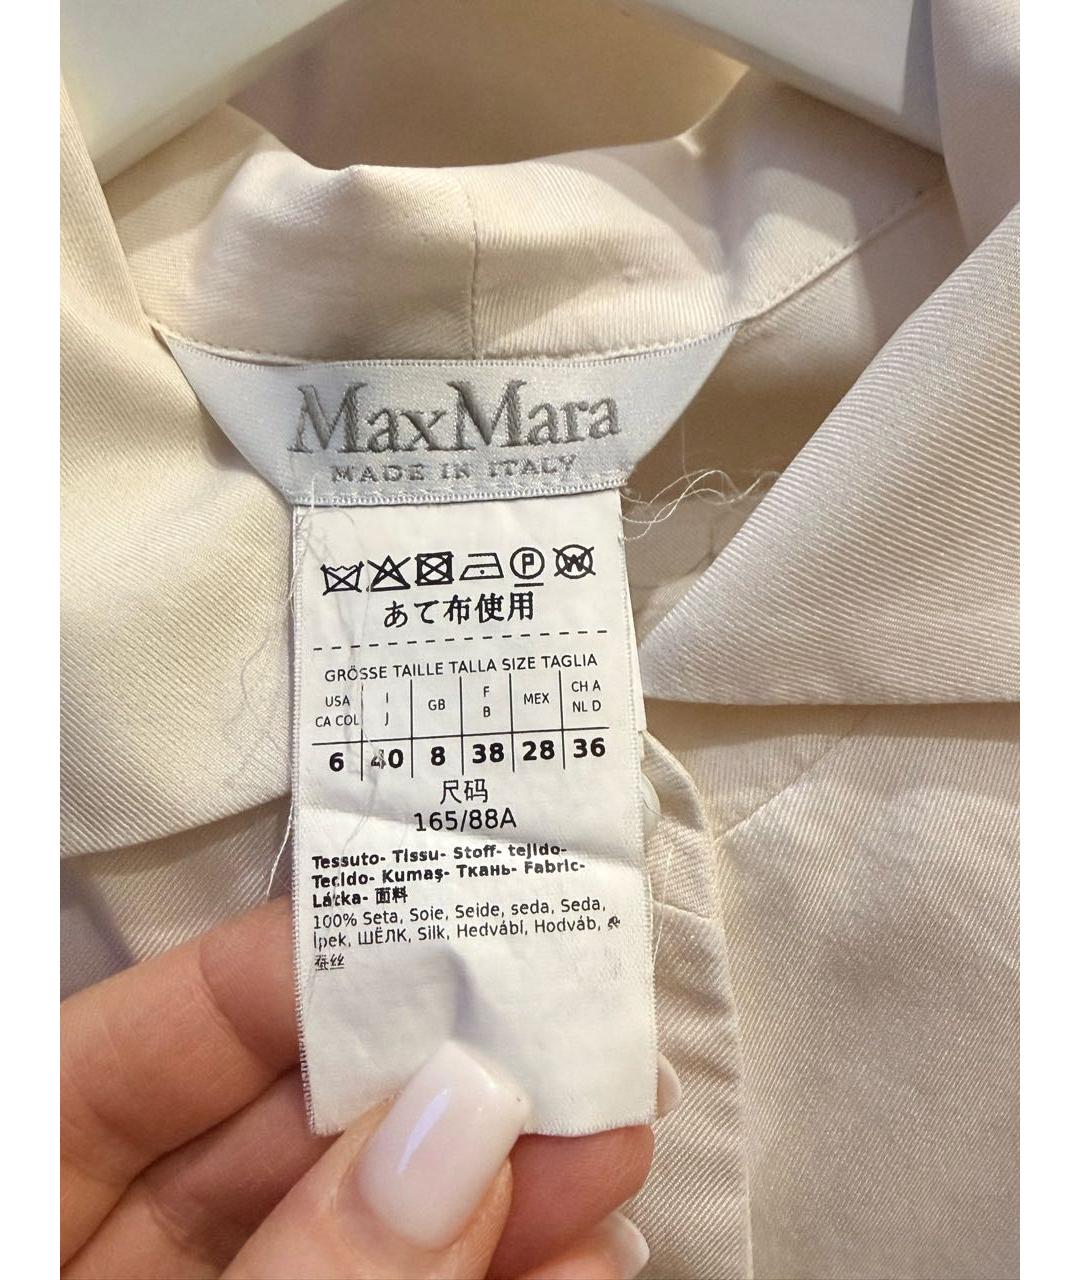 MaxMara
MADE IN ITALY
P W
あて布使用
GRÖSSE TAILLE TALLA SIZE TAGLIA
USA I GB F MEX CH A
CA COL J B NL D
6 40 8 38 28 36
尺码
165/88A
Tessuto- Tissu- Stoff- tejido-
Tecido- Kumaş- Ткань- Fabric-
Látka- 面料
100% Seta, Soie, Seide, seda, Seda,
İpek, ШЁЛК, Silk, Hedvábí, Hodváb,
蚕丝